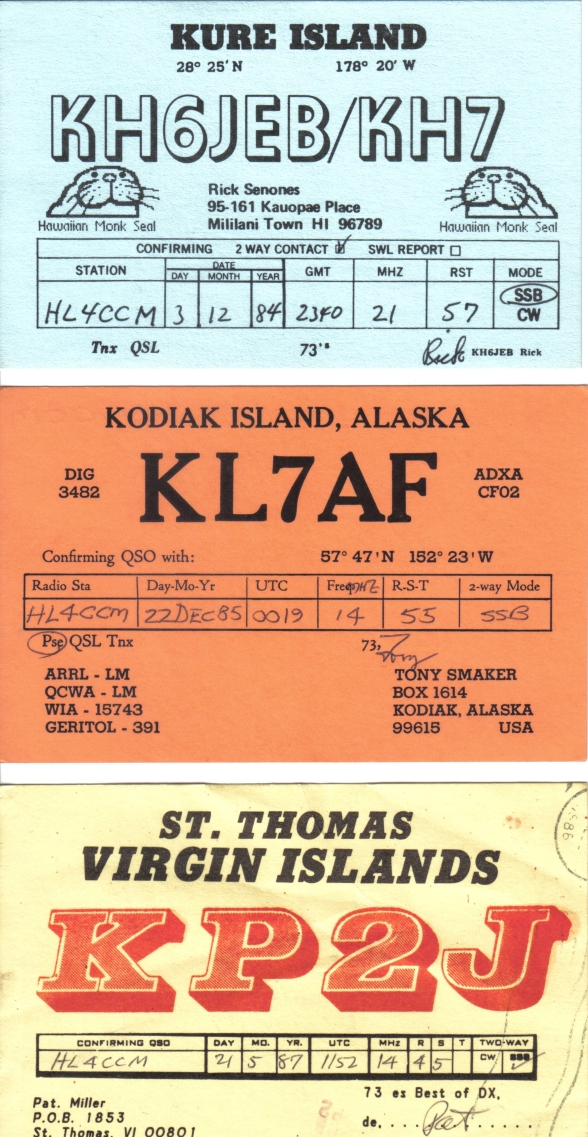 KURE ISLAND
28° 25' N 178° 20' W
KH6JEB/KH7
Rick Senones
95-161 Kauopae Place
Mililani Town HI 96789
Hawaiian Monk Seal Hawaiian Monk Seal
CONFIRMING 2 WAY CONTACT ☑ SWL REPORT ☐
STATION DATE GMT MHZ RST MODE
DAY MONTH YEAR
HL4CCM 3 12 84 2340 21 57 SSB
CW
Tnx QSL 73's Rick KH6JEB Rick
KODIAK ISLAND, ALASKA
DIG
3482
KL7AF
ADXA
CF02
Confirming QSO with: 57° 47'N 152° 23'W
Radio Sta Day-Mo-Yr UTC Freq MHZ R-S-T 2-way Mode
HL4CCM 22DEC85 0019 14 55 SSB
Pse QSL Tnx 73, Tony
ARRL - LM TONY SMAKER
QCWA - LM BOX 1614
WIA - 15743 KODIAK, ALASKA
GERITOL - 391 99615 USA
ST. THOMAS
VIRGIN ISLANDS
KP2J
CONFIRMING QSO DAY MO. YR. UTC MHz R S T TWO-WAY
HL4CCM 21 5 87 1152 14 4 5 CW SSB
73 es Best of DX,
Pat. Miller
P.O.B. 1853
de, .... Pat ......
St. Thomas, VI 00801